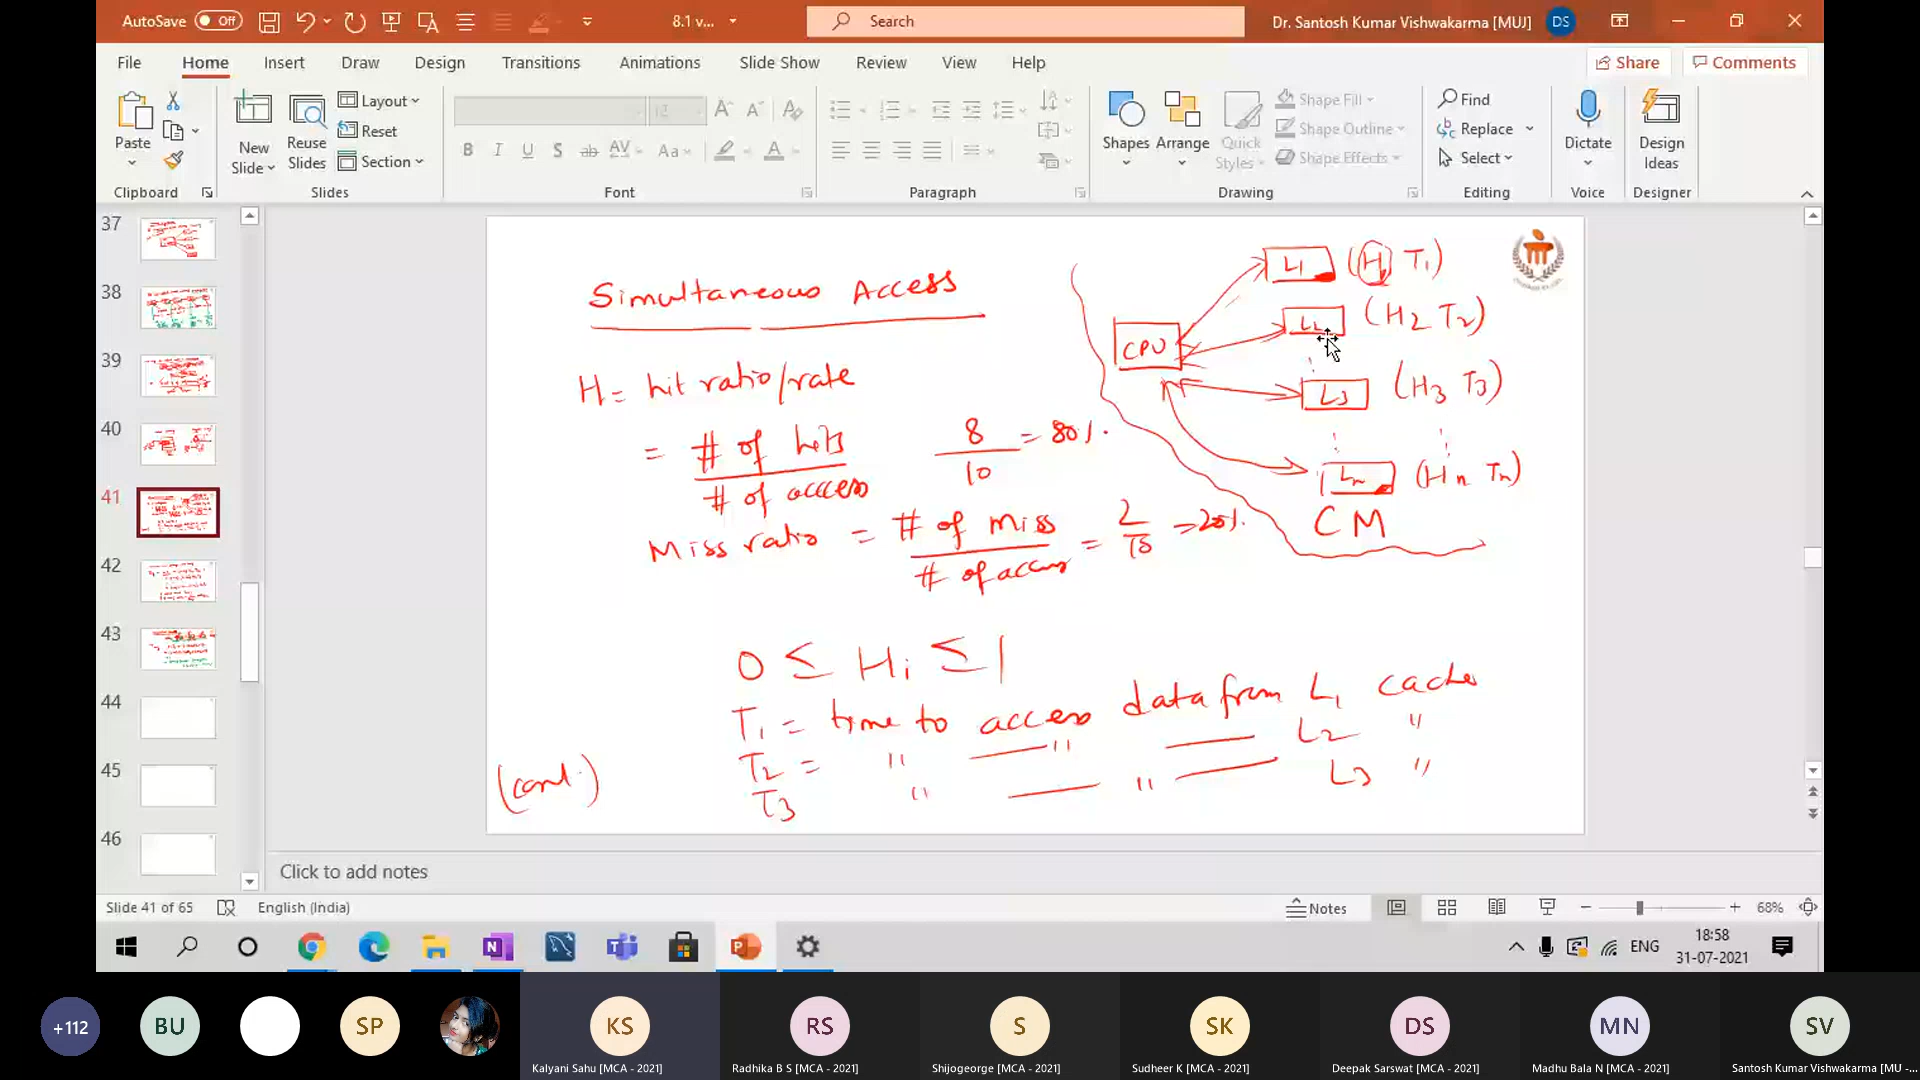 AutoSave Off 8.1 v... Search Dr. Santosh Kumar Vishwakarma [MUJ] DS
File Home Insert Draw Design Transitions Animations Slide Show Review View Help Share Comments
Paste New Slide Reuse Slides Layout Reset Section
B I U S ab AV Aa A
Shapes Arrange Quick Styles Shape Fill Shape Outline Shape Effects
Find Replace Select Dictate Design Ideas
Clipboard Slides Font Paragraph Drawing Editing Voice Designer
37
38
39
40
41
42
43
44
45
46
Simultaneous Access
H = hit ratio/rate
= # of hits / # of access 8/10 = 80%.
Miss ratio = # of miss / # of access = 2/10 = 20%.
CPU
L1 (H1 T1)
L2 (H2 T2)
L3 (H3 T3)
Ln (Hn Tn)
CM
0 ≤ Hi ≤ 1
T1 = time to access data from L1 cache
T2 = " " L2 "
T3 " " L3 "
(cont.)
Click to add notes
Slide 41 of 65 English (India) Notes 68%
ENG 18:58
31-07-2021
+112 BU SP KS RS S SK DS MN SV
Kalyani Sahu [MCA - 2021] Radhika B S [MCA - 2021] Shijogeorge [MCA - 2021] Sudheer K [MCA - 2021] Deepak Sarswat [MCA - 2021] Madhu Bala N [MCA - 2021] Santosh Kumar Vishwakarma [MU -...